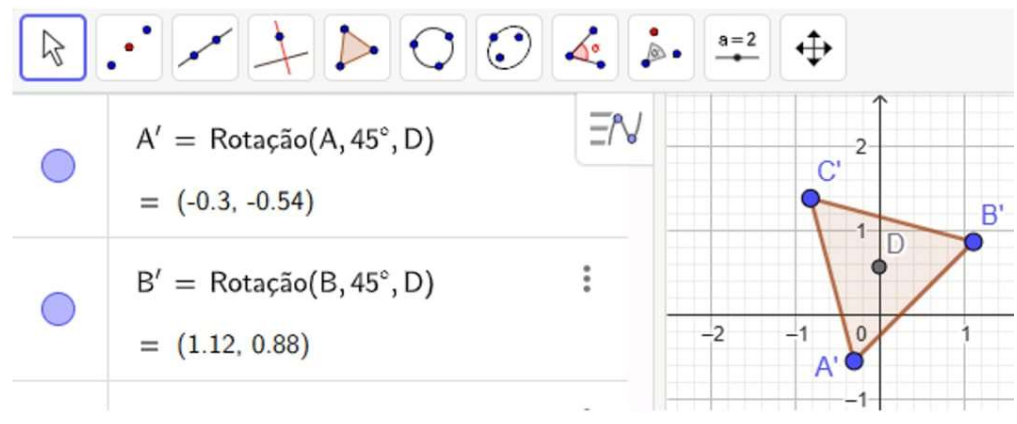 a=2
A′ = Rotação(A, 45°, D)
= (-0.3, -0.54)
B′ = Rotação(B, 45°, D)
= (1.12, 0.88)
2
C'
B'
1
D
–2
–1
0
1
A'
–1